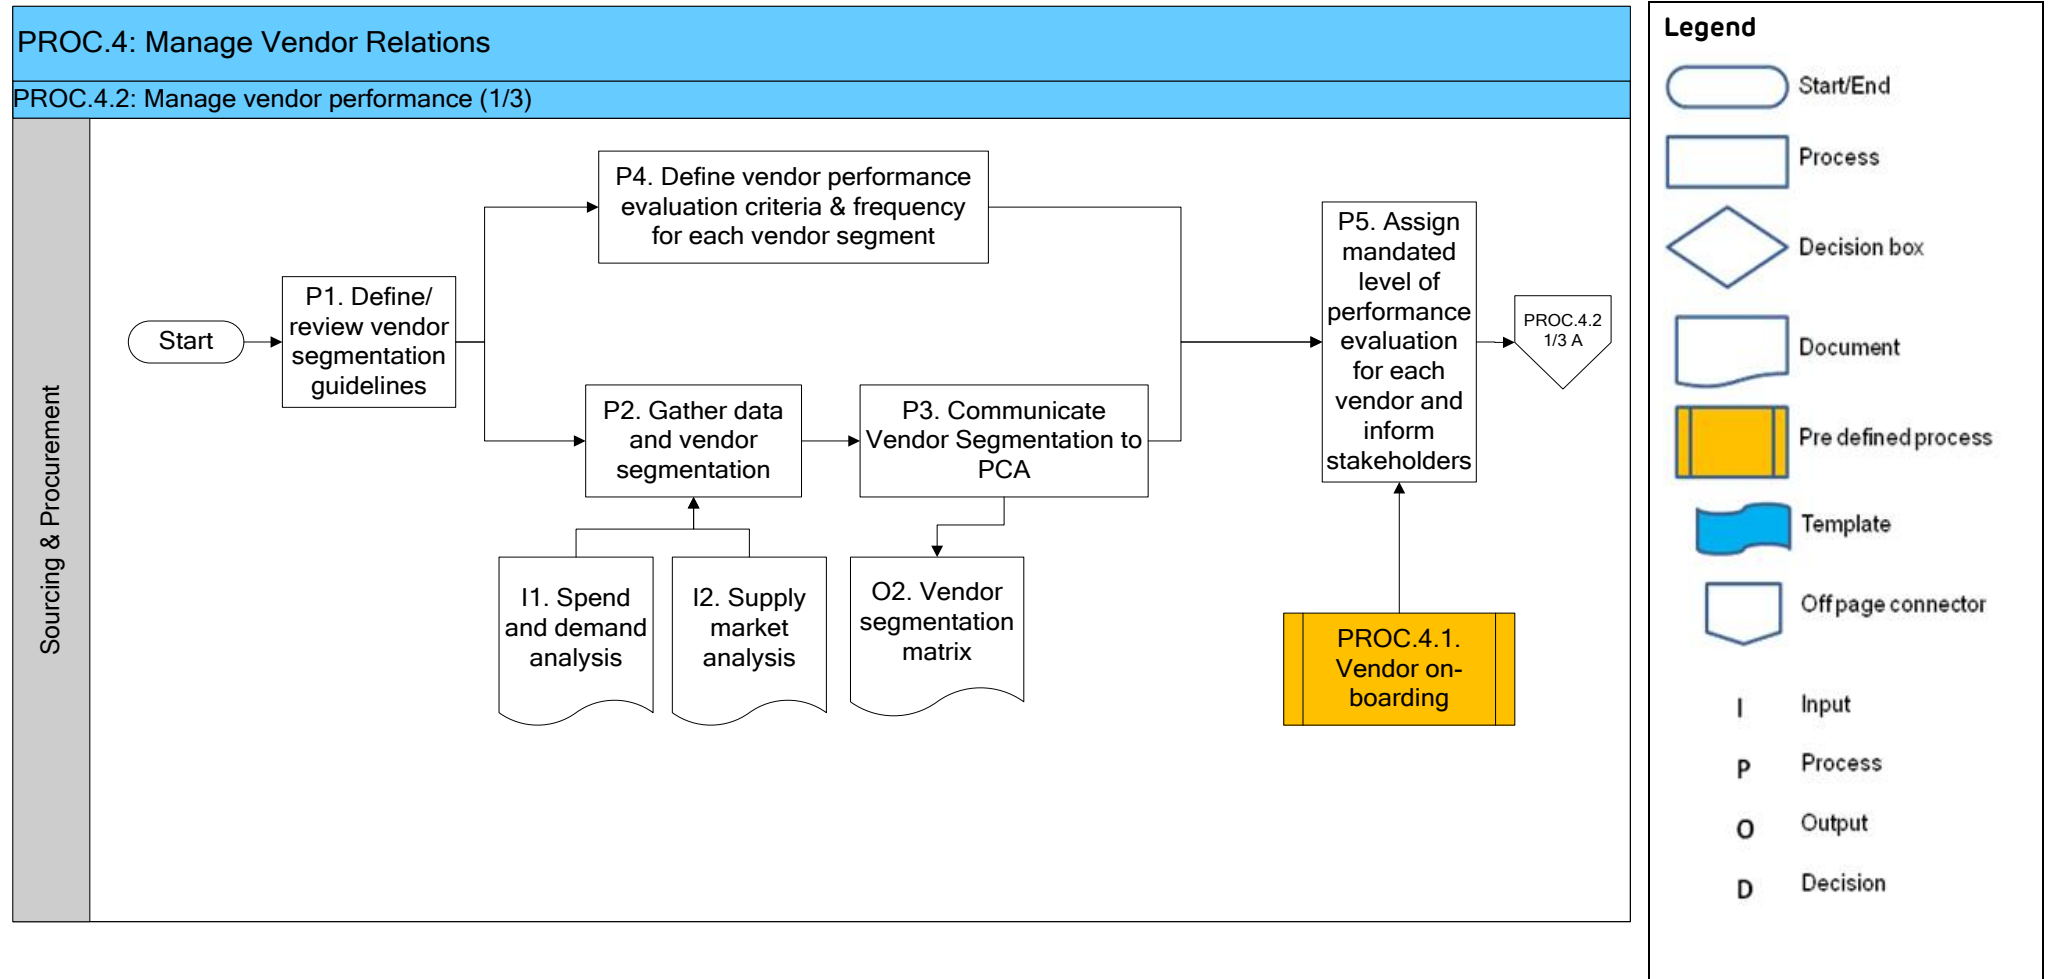 PROC.4: Manage Vendor Relations
PROC.4.2: Manage vendor performance (1/3)
Sourcing & Procurement
Start
P1. Define/
review vendor
segmentation
guidelines
P4. Define vendor performance
evaluation criteria & frequency
for each vendor segment
P2. Gather data
and vendor
segmentation
P3. Communicate
Vendor Segmentation to
PCA
I1. Spend
and demand
analysis
I2. Supply
market
analysis
O2. Vendor
segmentation
matrix
P5. Assign
mandated
level of
performance
evaluation
for each
vendor and
inform
stakeholders
PROC.4.2
1/3 A
PROC.4.1.
Vendor on-
boarding
Legend
Start/End
Process
Decision box
Document
Pre defined process
Template
Off page connector
I Input
P Process
O Output
D Decision